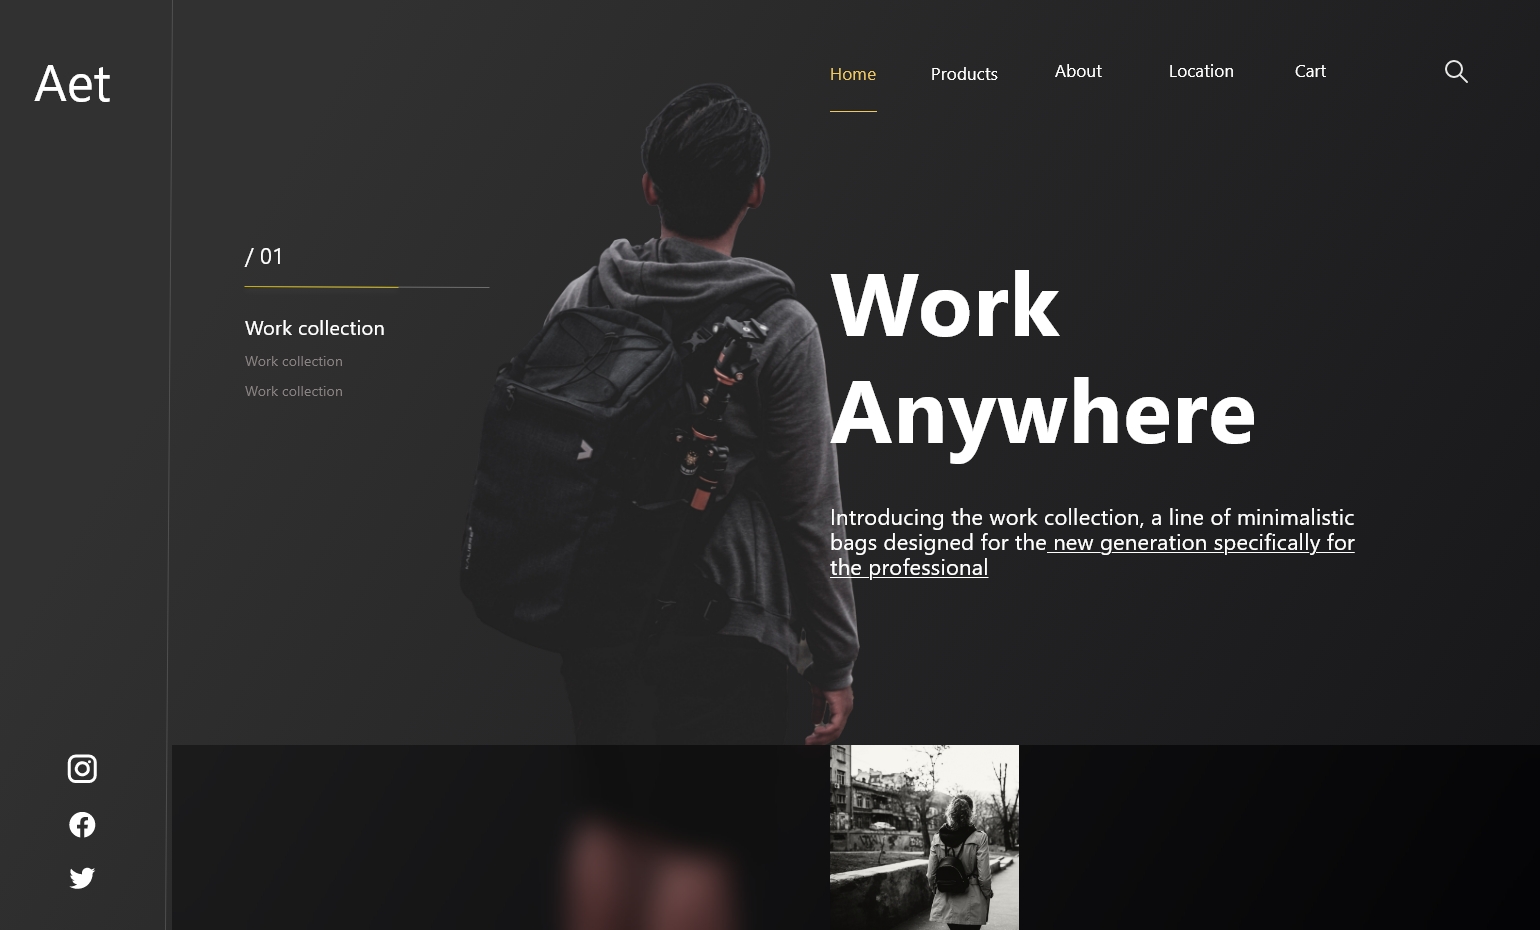 Aet
Home
Products
About
Location
Cart
/ 01
Work collection
Work collection
Work collection
Work
Anywhere
Introducing the work collection, a line of minimalistic
bags designed for the new generation specifically for
the professional